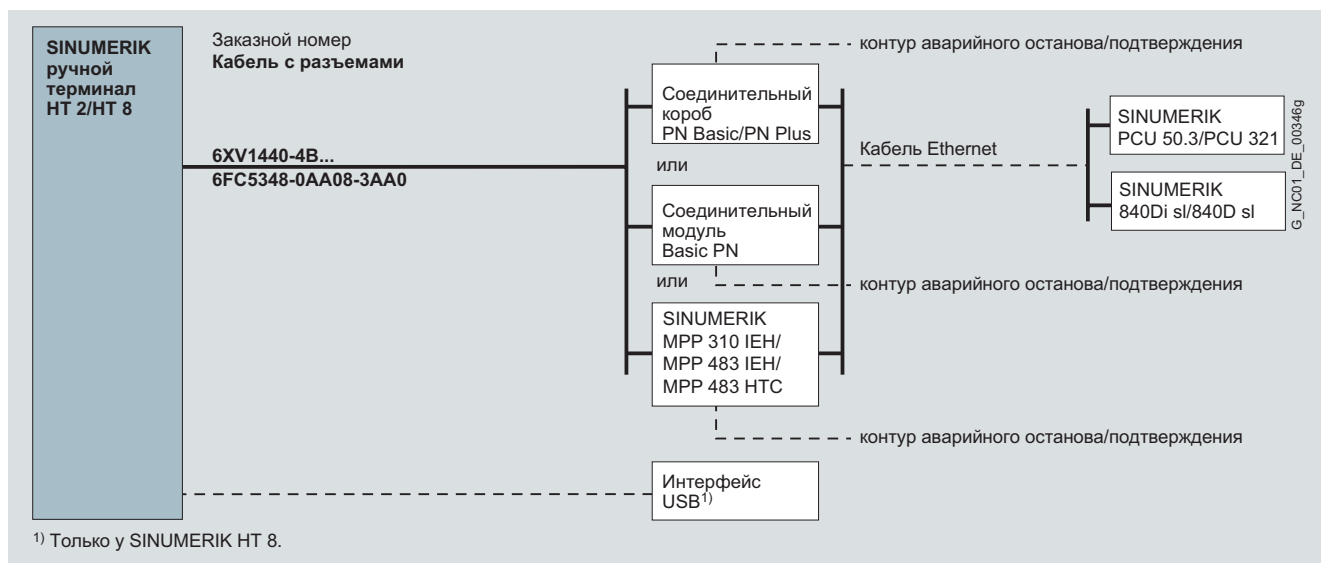 SINUMERIK
ручной
терминал
HT 2/HT 8
Заказной номер
Кабель с разъемами
6XV1440-4B...
6FC5348-0AA08-3AA0
контур аварийного останова/подтверждения
Соединительный
короб
PN Basic/PN Plus
или
Соединительный
модуль
Basic PN
или
контур аварийного останова/подтверждения
SINUMERIK
MPP 310 IEH/
MPP 483 IEH/
MPP 483 HTC
контур аварийного останова/подтверждения
Интерфейс
USB1)
Кабель Ethernet
SINUMERIK
PCU 50.3/PCU 321
SINUMERIK
840Di sl/840D sl
G_NC01_DE_00346g
1) Только у SINUMERIK HT 8.